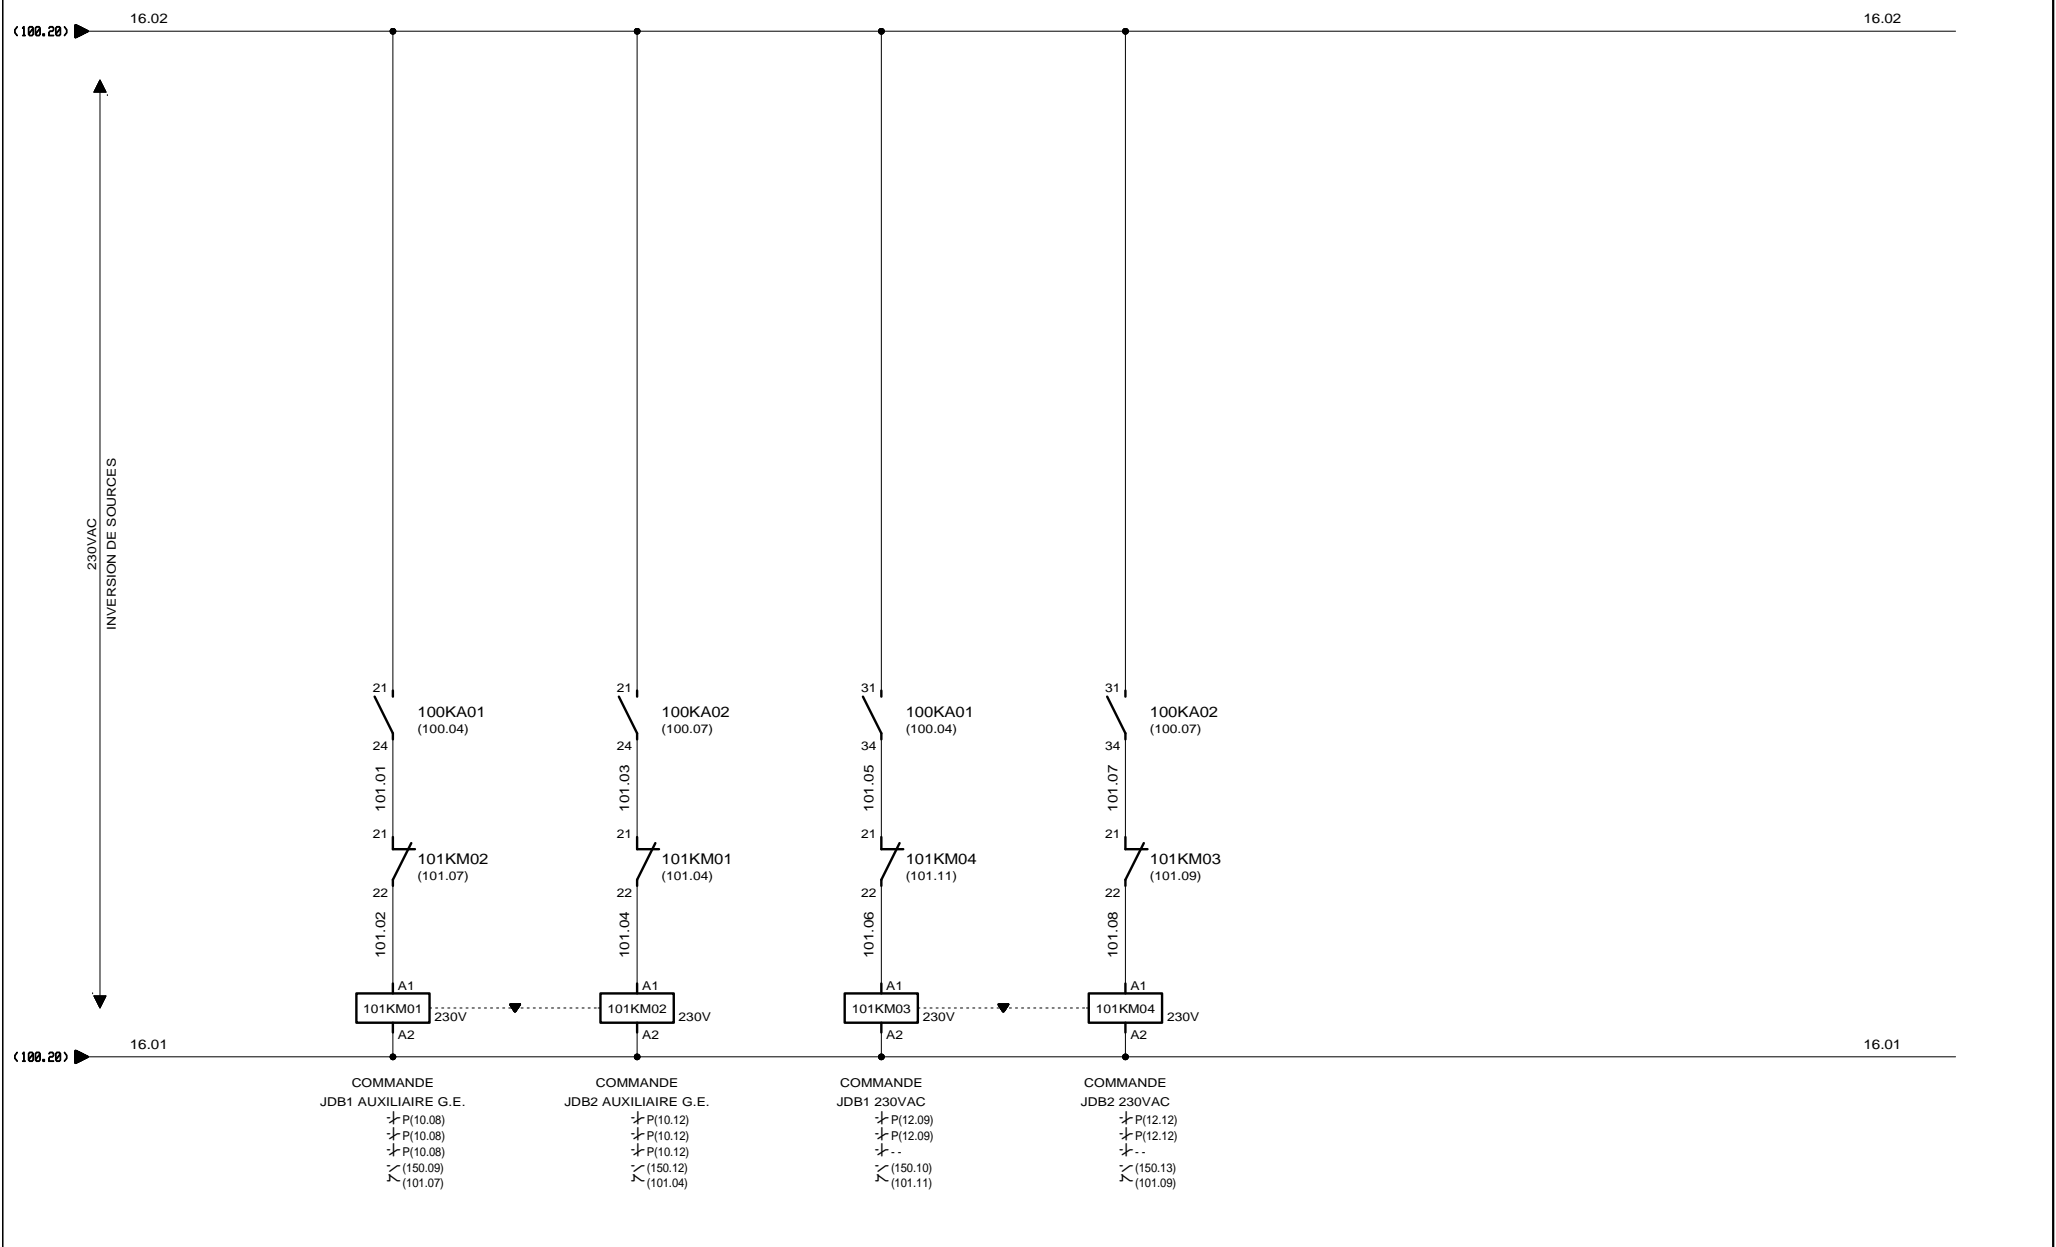 16.02
16.02
(100.20)
230VAC
INVERSION DE SOURCES
21
100KA01
(100.04)
24
101.01
21
101KM02
(101.07)
22
101.02
A1
101KM01
230V
A2
21
100KA02
(100.07)
24
101.03
21
101KM01
(101.04)
22
101.04
A1
101KM02
230V
A2
31
100KA01
(100.04)
34
101.05
21
101KM04
(101.11)
22
101.06
A1
101KM03
230V
A2
31
100KA02
(100.07)
34
101.07
21
101KM03
(101.09)
22
101.08
A1
101KM04
230V
A2
16.01
16.01
(100.20)
COMMANDE
JDB1 AUXILIAIRE G.E.
P(10.08)
P(10.08)
P(10.08)
(150.09)
(101.07)
COMMANDE
JDB2 AUXILIAIRE G.E.
P(10.12)
P(10.12)
P(10.12)
(150.12)
(101.04)
COMMANDE
JDB1 230VAC
P(12.09)
P(12.09)
--
(150.10)
(101.11)
COMMANDE
JDB2 230VAC
P(12.12)
P(12.12)
--
(150.13)
(101.09)